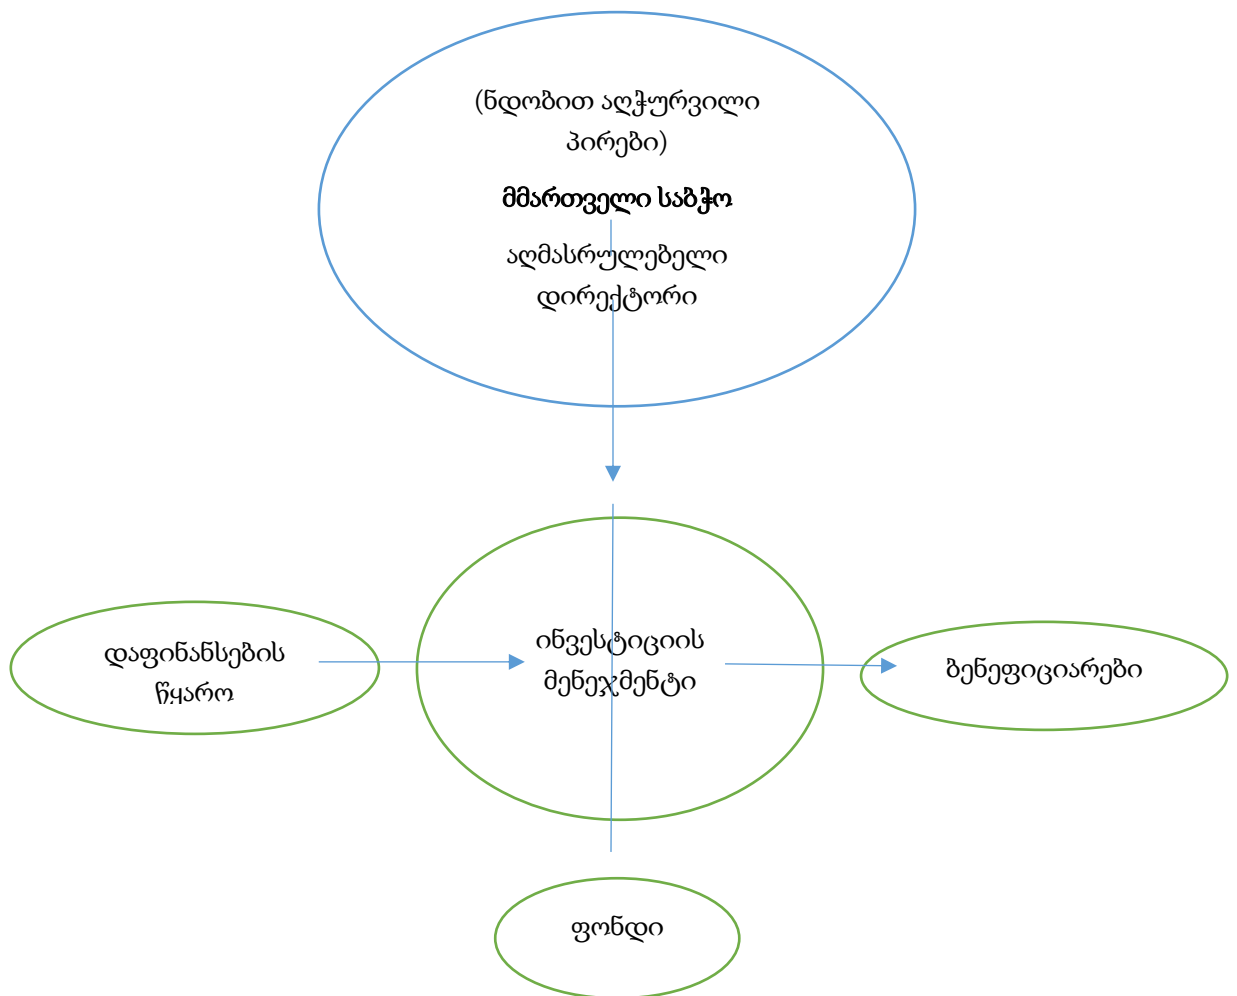 (ნდობით აღჭურვილი
პირები)
მმართველი საბჭო
აღმასრულებელი
დირექტორი
დაფინანსების
წყარო
ინვესტიციის
მენეჯმენტი
ბენეფიციარები
ფონდი